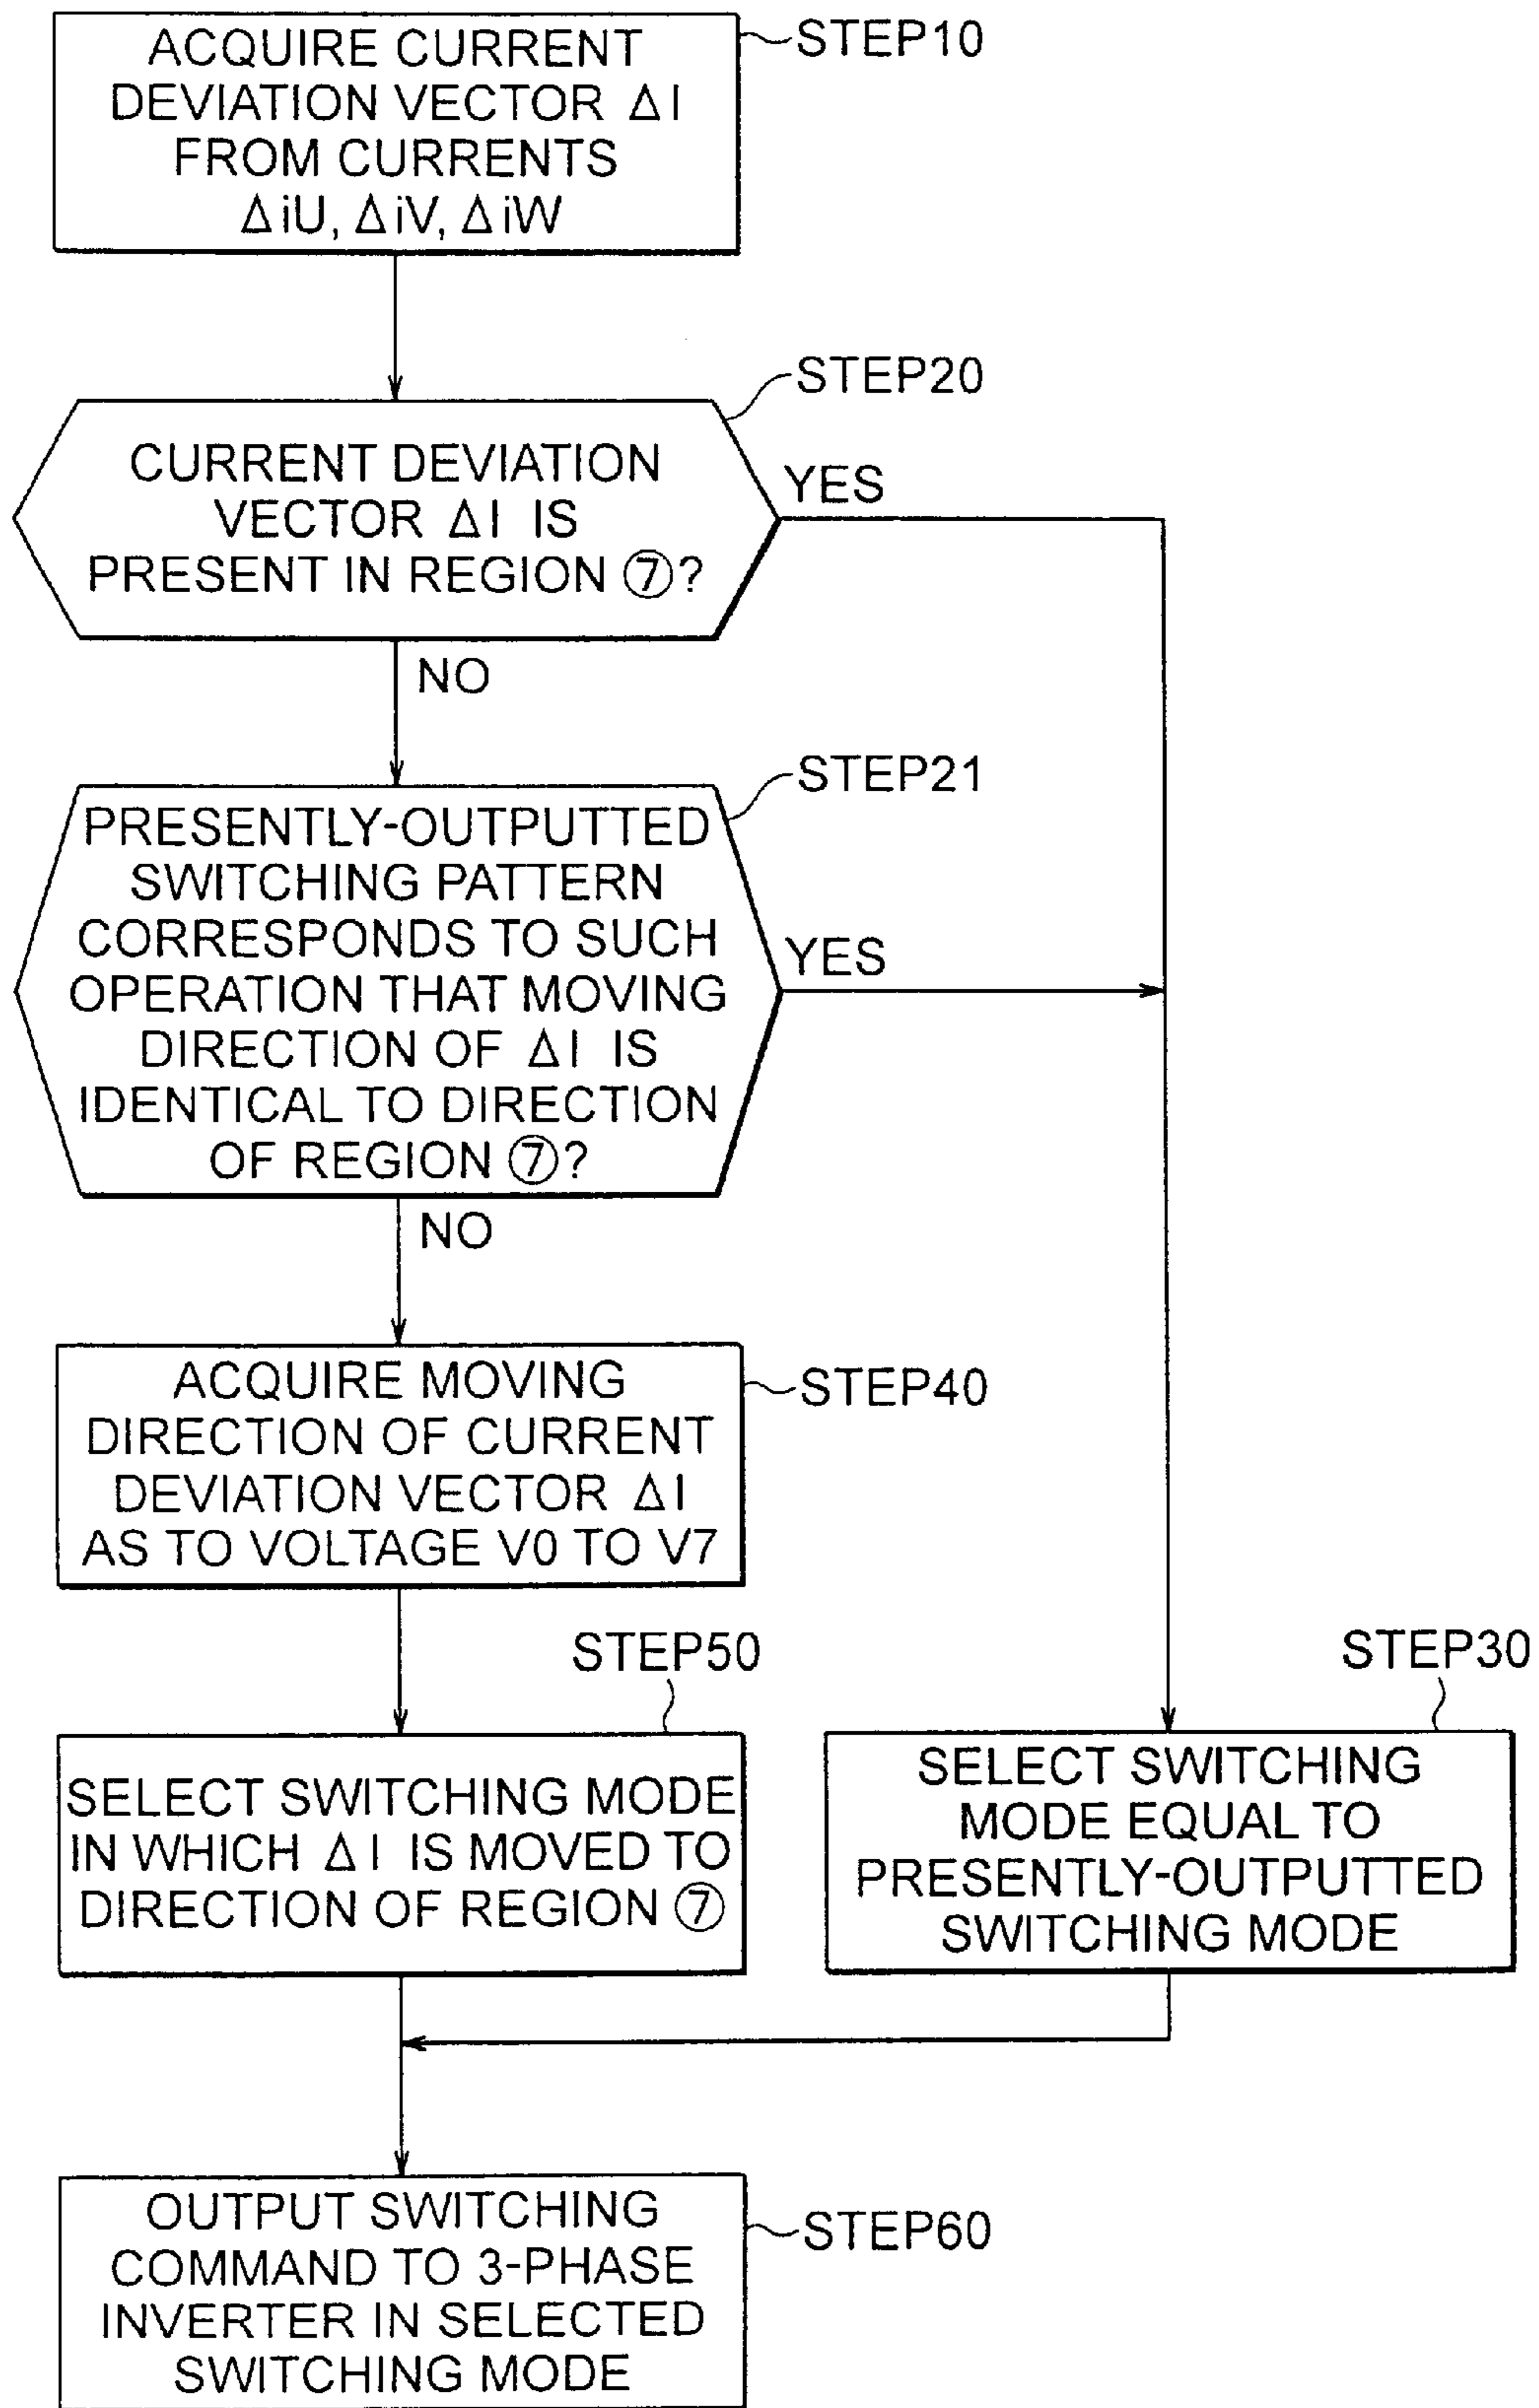 ACQUIRE CURRENT
DEVIATION VECTOR ΔI
FROM CURRENTS
ΔiU, ΔiV, ΔiW
STEP10
STEP20
CURRENT DEVIATION
VECTOR ΔI IS
PRESENT IN REGION ⑦?
YES
NO
STEP21
PRESENTLY-OUTPUTTED
SWITCHING PATTERN
CORRESPONDS TO SUCH
OPERATION THAT MOVING
DIRECTION OF ΔI IS
IDENTICAL TO DIRECTION
OF REGION ⑦?
YES
NO
ACQUIRE MOVING
DIRECTION OF CURRENT
DEVIATION VECTOR ΔI
AS TO VOLTAGE V0 TO V7
STEP40
STEP50
SELECT SWITCHING MODE
IN WHICH ΔI IS MOVED TO
DIRECTION OF REGION ⑦
STEP30
SELECT SWITCHING
MODE EQUAL TO
PRESENTLY-OUTPUTTED
SWITCHING MODE
OUTPUT SWITCHING
COMMAND TO 3-PHASE
INVERTER IN SELECTED
SWITCHING MODE
STEP60